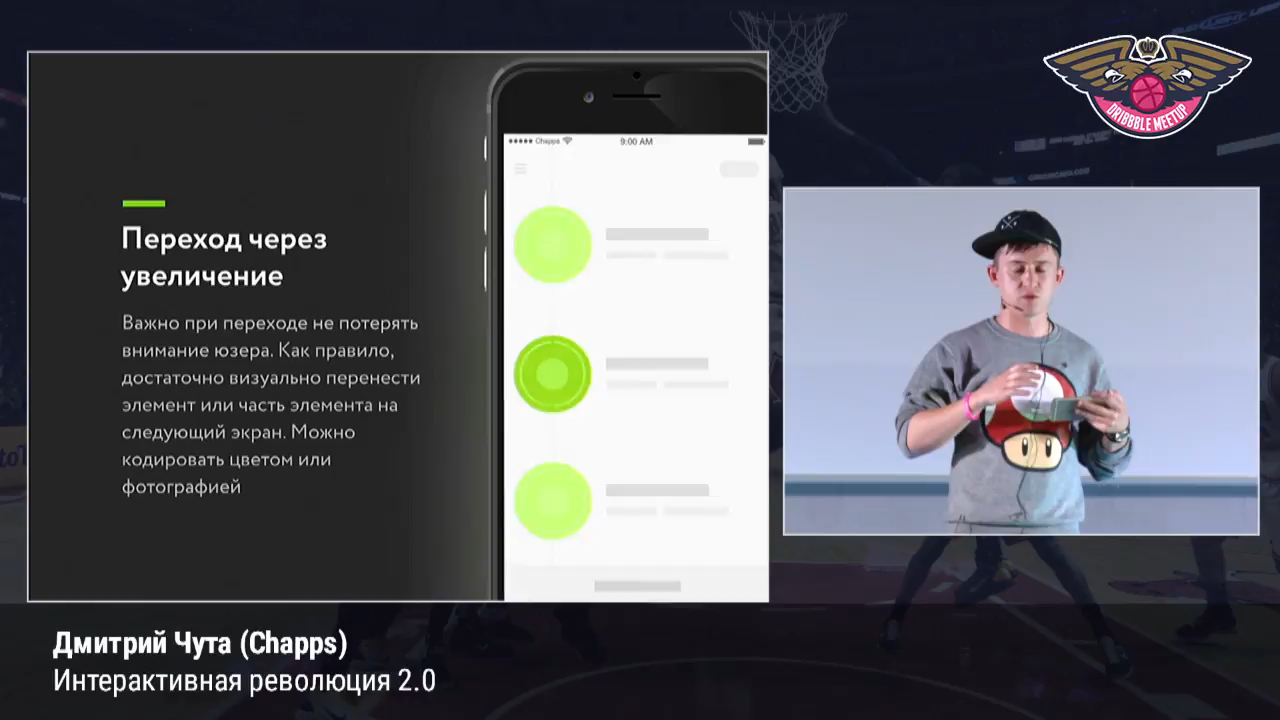 DRIBBBLE MEETUP
Chapps
9:00 AM
Переход через
увеличение
Важно при переходе не потерять
внимание юзера. Как правило,
достаточно визуально перенести
элемент или часть элемента на
следующий экран. Можно
кодировать цветом или
фотографией
Дмитрий Чута (Chapps)
Интерактивная революция 2.0